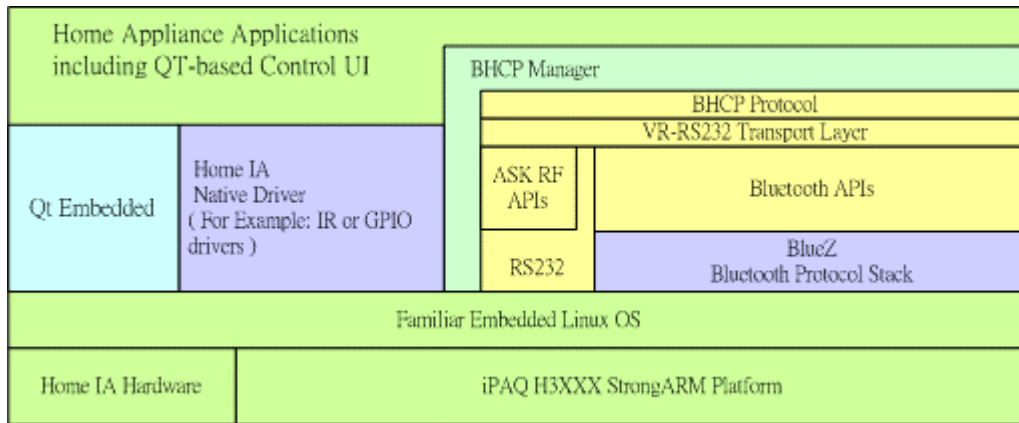 Home Appliance Applications
including QT-based Control UI
BHCP Manager
BHCP Protocol
VR-RS232 Transport Layer
Qt Embedded
Home IA
Native Driver
( For Example: IR or GPIO
drivers )
ASK RF
APIs
RS232
Bluetooth APIs
BlueZ
Bluetooth Protocol Stack
Familiar Embedded Linux OS
Home IA Hardware
iPAQ H3XXX StrongARM Platform